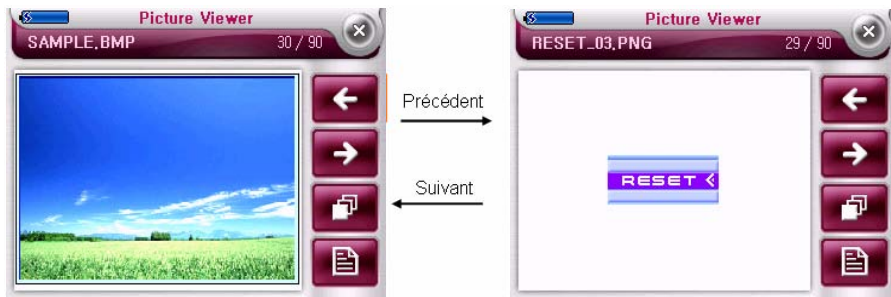 Picture Viewer
SAMPLE.BMP 30 / 90
Précédent
Suivant
Picture Viewer
RESET_03.PNG 29 / 90
RESET